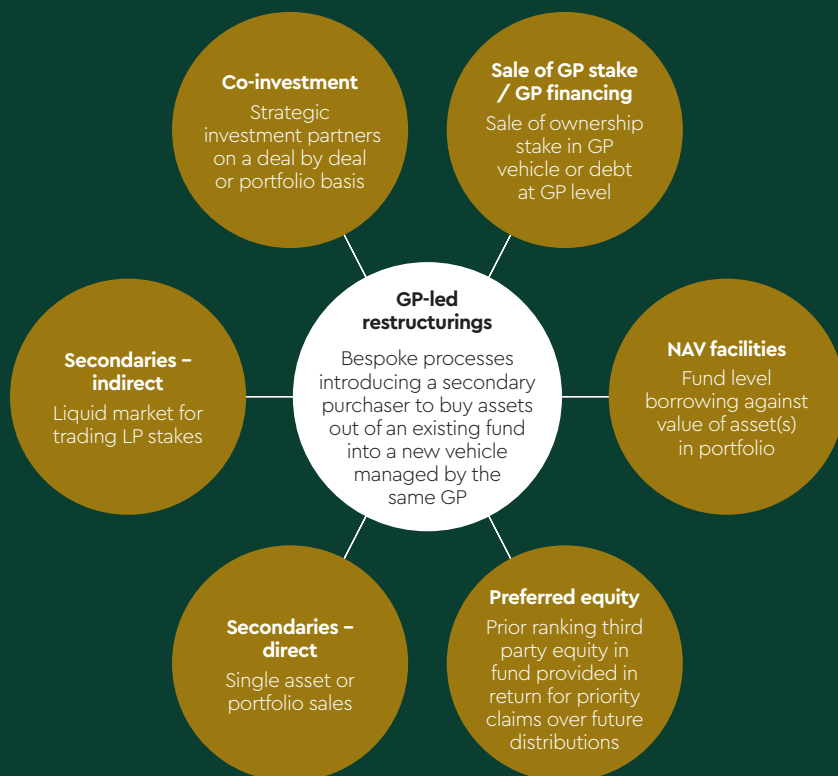 Co-investment
Strategic
investment partners
on a deal by deal
or portfolio basis
Sale of GP stake
/ GP financing
Sale of ownership
stake in GP
vehicle or debt
at GP level
Secondaries –
indirect
Liquid market for
trading LP stakes
GP-led
restructurings
Bespoke processes
introducing a secondary
purchaser to buy assets
out of an existing fund
into a new vehicle
managed by the
same GP
NAV facilities
Fund level
borrowing against
value of asset(s)
in portfolio
Secondaries –
direct
Single asset or
portfolio sales
Preferred equity
Prior ranking third
party equity in
fund provided in
return for priority
claims over future
distributions